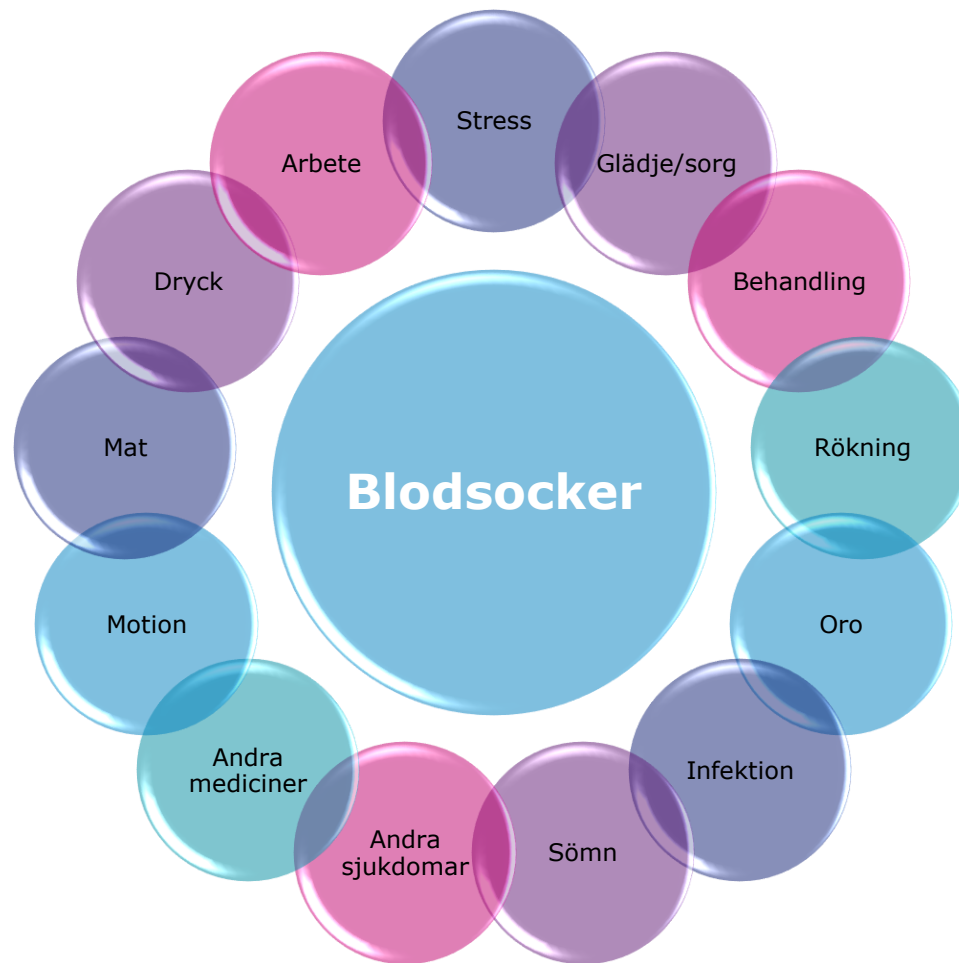 Stress
Glädje/sorg
Behandling
Rökning
Oro
Infektion
Sömn
Andra
sjukdomar
Andra
mediciner
Motion
Mat
Dryck
Arbete
Blodsocker